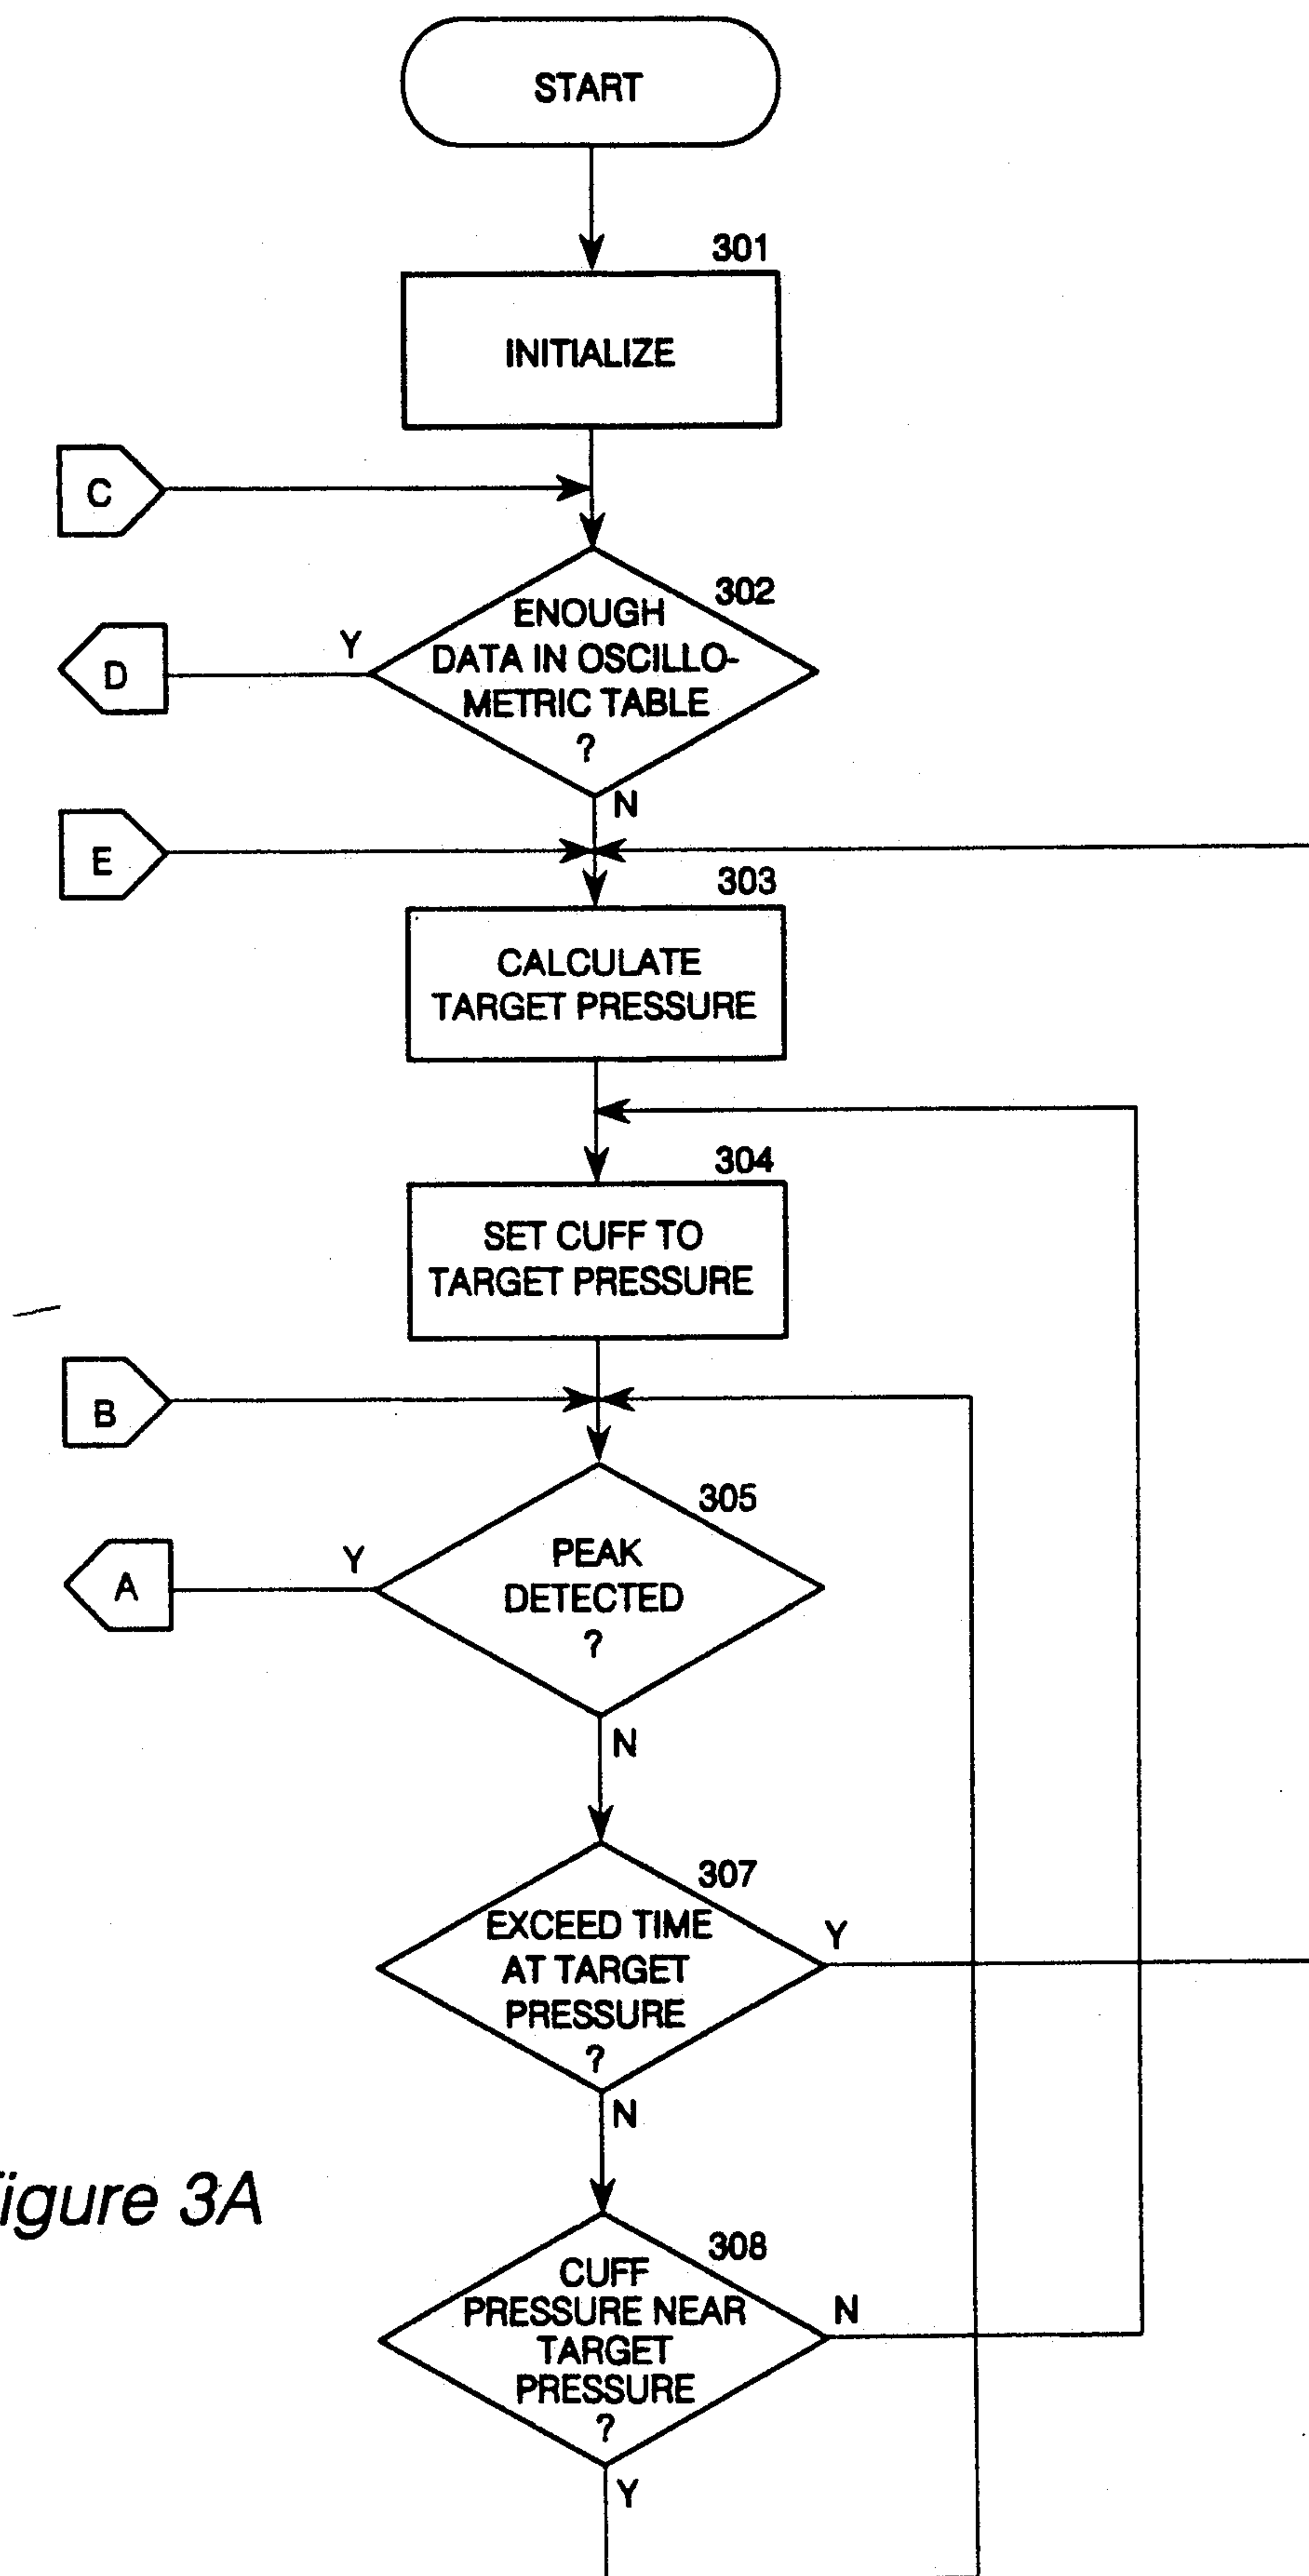 START
301
INITIALIZE
C
302
ENOUGH
DATA IN OSCILLO-
METRIC TABLE
?
Y
D
N
E
303
CALCULATE
TARGET PRESSURE
304
SET CUFF TO
TARGET PRESSURE
B
305
PEAK
DETECTED
?
Y
A
N
307
EXCEED TIME
AT TARGET
PRESSURE
?
Y
N
igure 3A
308
CUFF
PRESSURE NEAR
TARGET
PRESSURE
?
N
Y